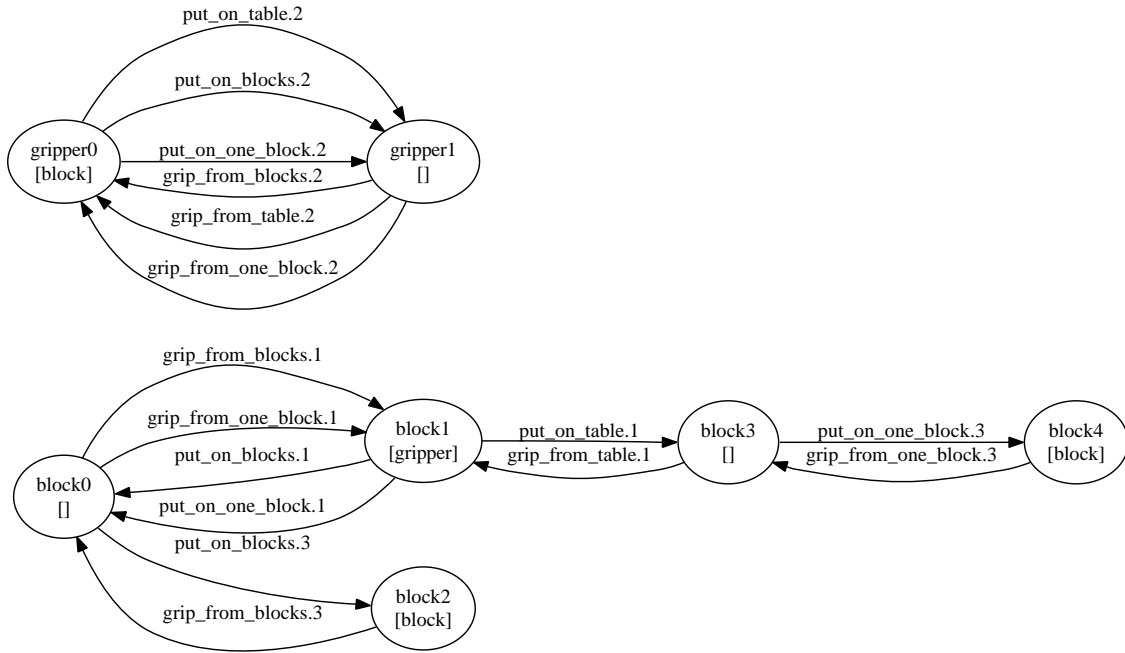 put_on_table.2
put_on_blocks.2
gripper0
[block]
put_on_one_block.2
gripper1
[]
grip_from_blocks.2
grip_from_table.2
grip_from_one_block.2
grip_from_blocks.1
grip_from_one_block.1
block1
[gripper]
put_on_table.1
grip_from_table.1
block3
[]
put_on_one_block.3
grip_from_one_block.3
block4
[block]
put_on_blocks.1
block0
[]
put_on_one_block.1
put_on_blocks.3
grip_from_blocks.3
block2
[block]